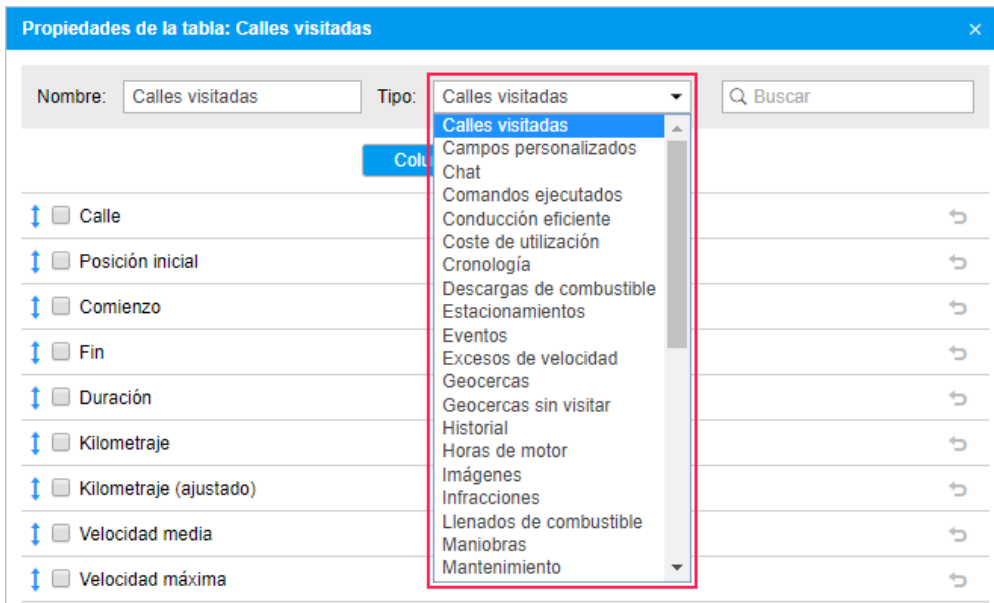 Propiedades de la tabla: Calles visitadas
Nombre: Calles visitadas Tipo: Calles visitadas Buscar
Calles visitadas
Campos personalizados
Chat
Comandos ejecutados
Conducción eficiente
Coste de utilización
Cronología
Descargas de combustible
Estacionamientos
Eventos
Excesos de velocidad
Geocercas
Geocercas sin visitar
Historial
Horas de motor
Imágenes
Infracciones
Llenados de combustible
Maniobras
Mantenimiento
Calle
Posición inicial
Comienzo
Fin
Duración
Kilometraje
Kilometraje (ajustado)
Velocidad media
Velocidad máxima